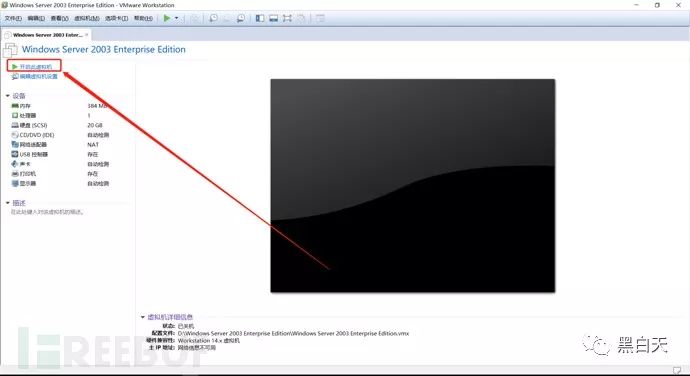 Windows Server 2003 Enterprise Edition - VMware Workstation
文件(F) 编辑(E) 查看(V) 虚拟机(M) 选项卡(T) 帮助(H)
Windows Server 2003 Enter...
Windows Server 2003 Enterprise Edition
开启此虚拟机
编辑虚拟机设置
设备
内存 384 MB
处理器 1
硬盘 (SCSI) 20 GB
CD/DVD (IDE) 自动检测
网络适配器 NAT
USB 控制器 存在
声卡 自动检测
打印机 存在
显示器 自动检测
描述
在此处键入对该虚拟机的描述。
虚拟机详细信息
状态: 已关机
配置文件: D:\Windows Server 2003 Enterprise Edition\Windows Server 2003 Enterprise Edition.vmx
硬件兼容性: Workstation 14.x 虚拟机
主 IP 地址: 网络信息不可用
REEBUF
黑白天